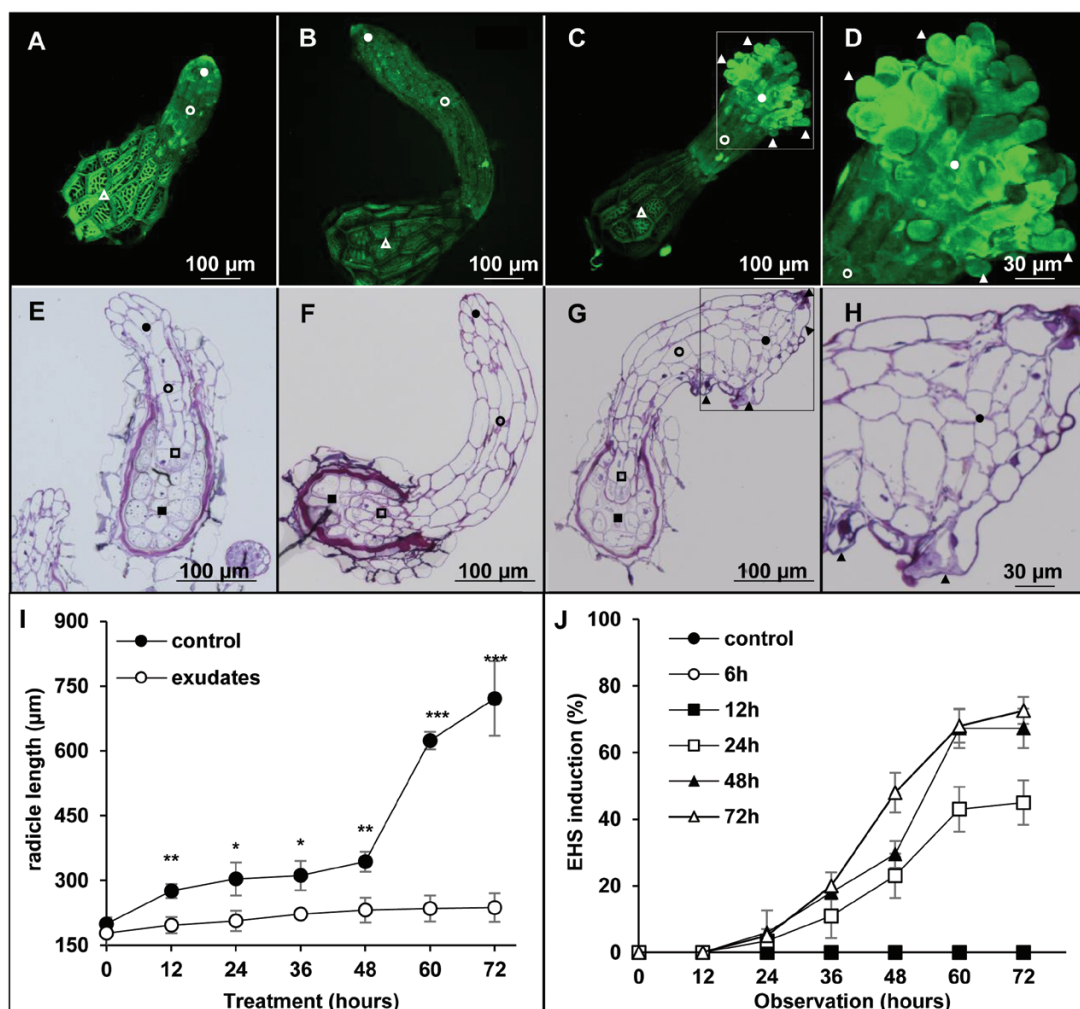 A
B
C
D
100 µm
100 µm
100 µm
30 µm
E
F
G
H
100 µm
100 µm
100 µm
30 µm
I
900
750
600
450
300
150
radicle length (µm)
control
exudates
**
*
*
**
***
***
0 12 24 36 48 60 72
Treatment (hours)
J
100
80
60
40
20
0
EHS induction (%)
control
6h
12h
24h
48h
72h
0 12 24 36 48 60 72
Observation (hours)